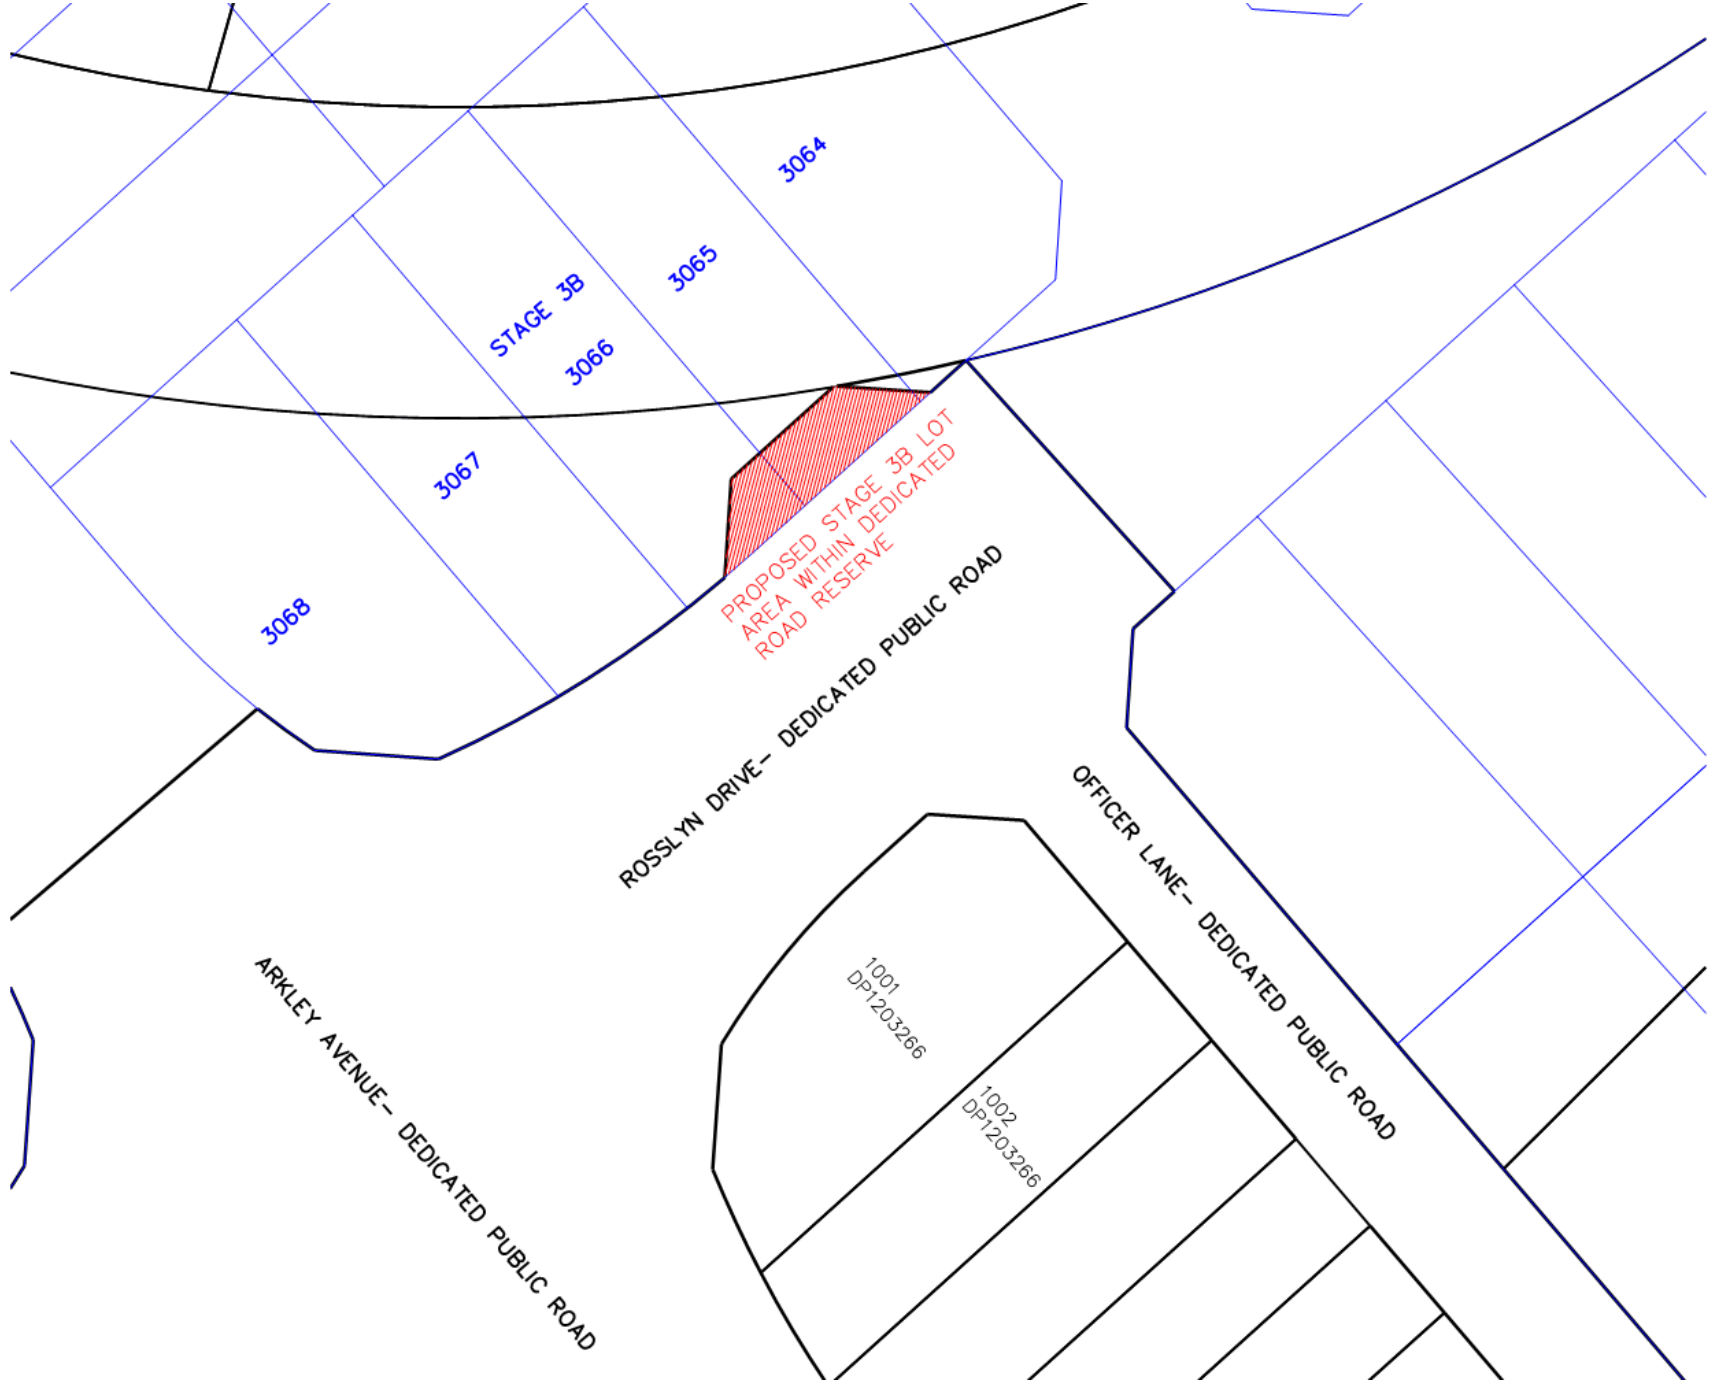 3064
3065
STAGE 3B
3066
3067
3068
PROPOSED STAGE 3B LOT
AREA WITHIN DEDICATED
ROAD RESERVE
ROSSLYN DRIVE– DEDICATED PUBLIC ROAD
OFFICER LANE– DEDICATED PUBLIC ROAD
ARKLEY AVENUE– DEDICATED PUBLIC ROAD
1001
DP1203266
1002
DP1203266